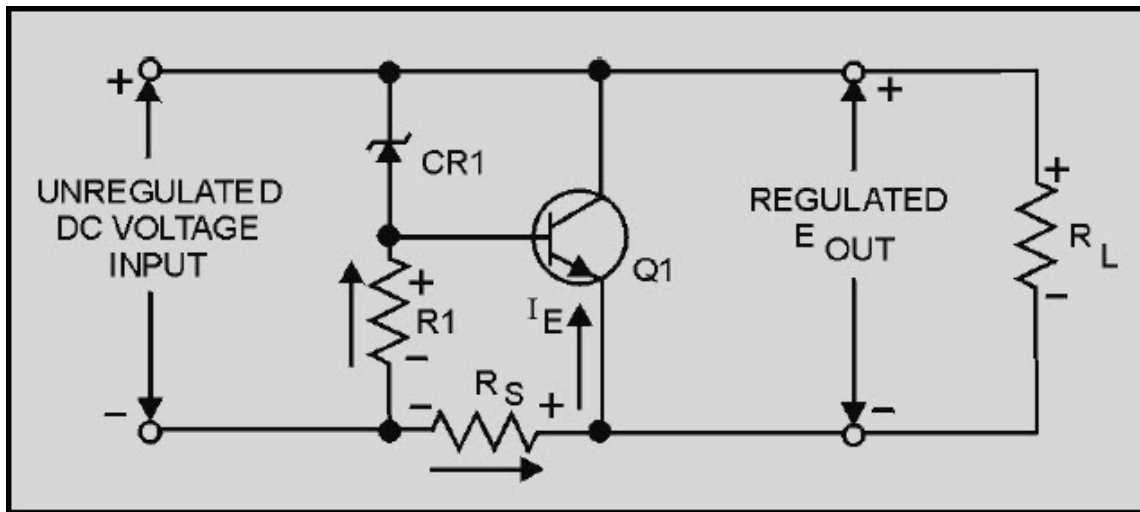 +
UNREGULATED
DC VOLTAGE
INPUT
−
CR1
+
R1
−
Q1
I E
− R S +
+
REGULATED
E OUT
−
+
R L
−